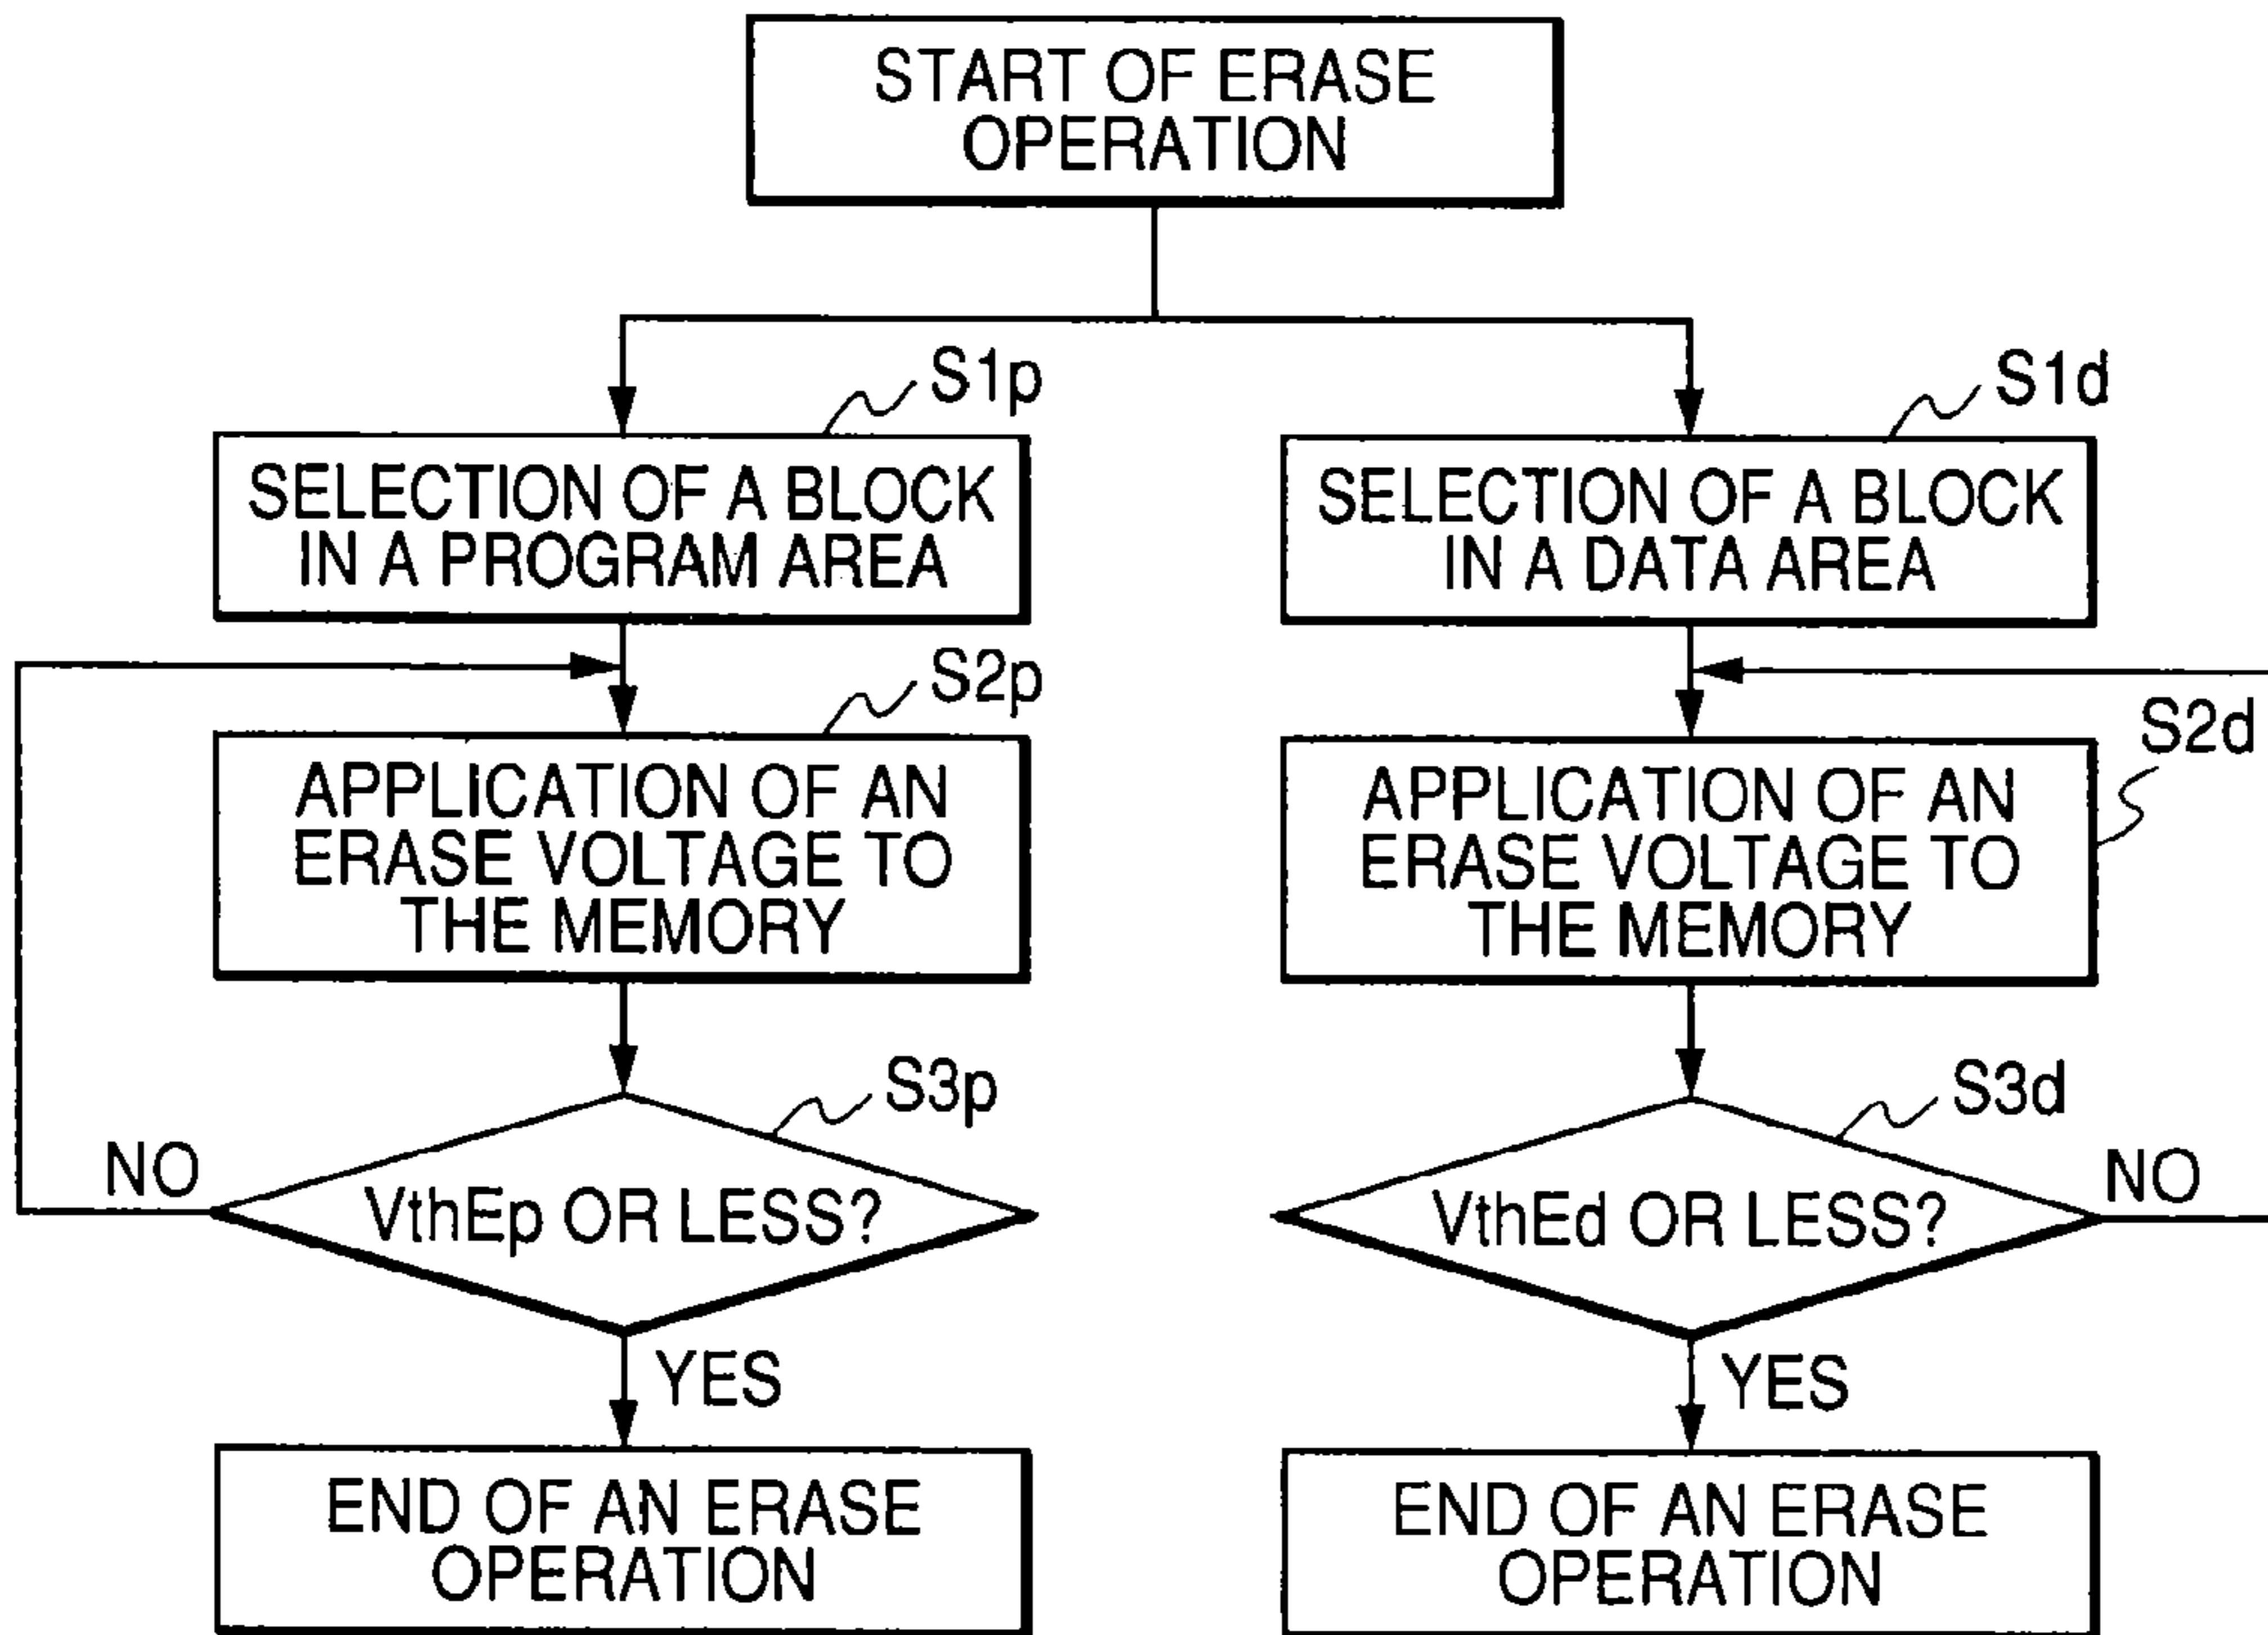 START OF ERASE
OPERATION
S1p
SELECTION OF A BLOCK
IN A PROGRAM AREA
S2p
APPLICATION OF AN
ERASE VOLTAGE TO
THE MEMORY
S3p
NO
VthEp OR LESS?
YES
END OF AN ERASE
OPERATION
S1d
SELECTION OF A BLOCK
IN A DATA AREA
S2d
APPLICATION OF AN
ERASE VOLTAGE TO
THE MEMORY
S3d
VthEd OR LESS?
NO
YES
END OF AN ERASE
OPERATION